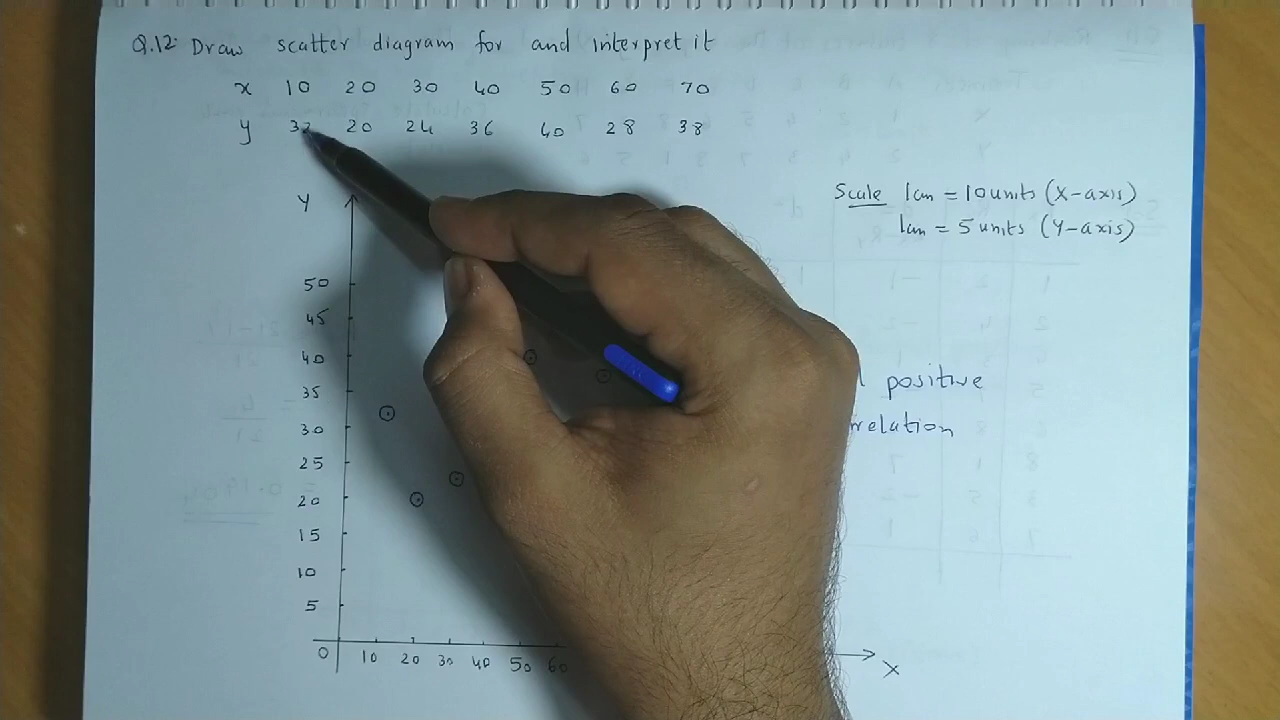 Q.12. Draw scatter diagram for and interpret it
x 10 20 30 40 50 60 70
y 32 20 24 36 40 28 38
Scale 1cm = 10 units (X-axis)
1cm = 5 units (Y-axis)
Y
50
45
40
35
30
25
20
15
10
5
positive
relation
0 10 20 30 40 50 60
X